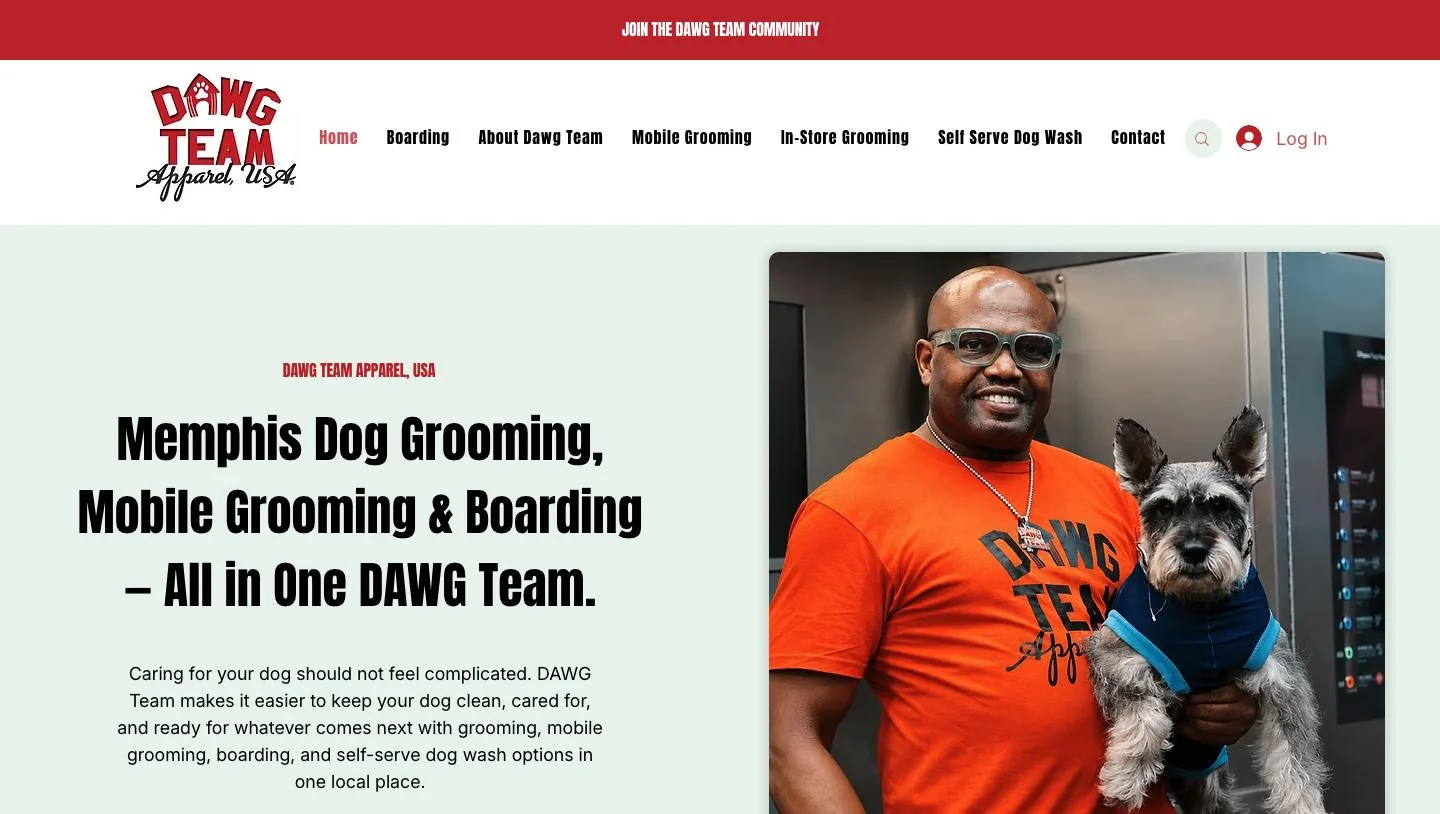 JOIN THE DAWG TEAM COMMUNITY
DAWG
TEAM
Apparel, USA
Home Boarding About Dawg Team Mobile Grooming In-Store Grooming Self Serve Dog Wash Contact Log In
DAWG TEAM APPAREL, USA
Memphis Dog Grooming,
Mobile Grooming & Boarding
– All in One DAWG Team.
Caring for your dog should not feel complicated. DAWG
Team makes it easier to keep your dog clean, cared for,
and ready for whatever comes next with grooming, mobile
grooming, boarding, and self-serve dog wash options in
one local place.
DAWG
TEA
App